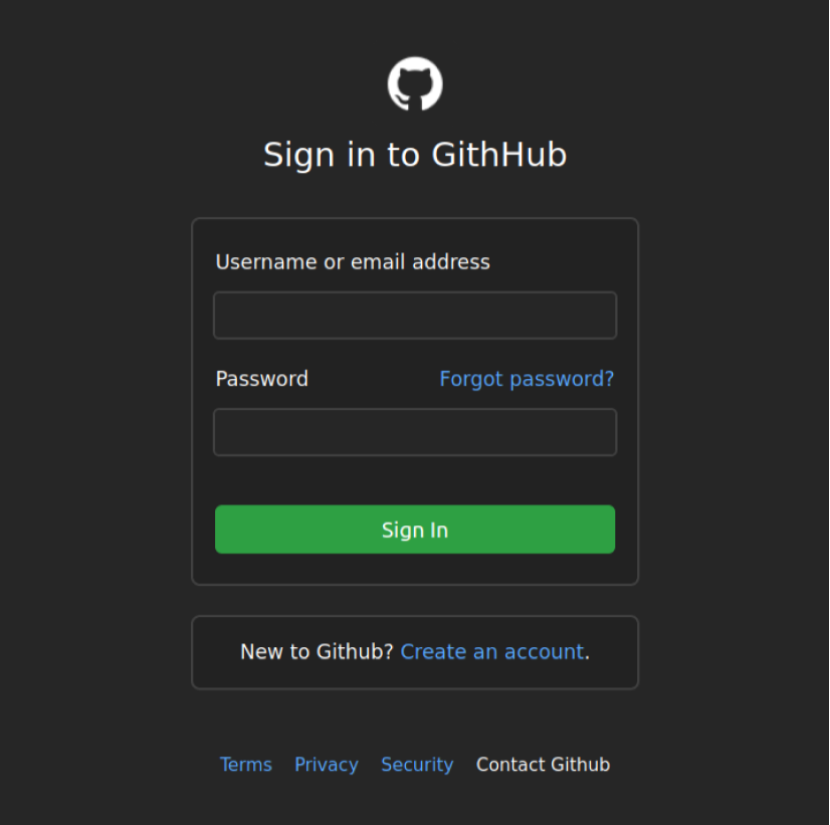 Sign in to GithHub
Username or email address
Password Forgot password?
Sign In
New to Github? Create an account.
Terms Privacy Security Contact Github